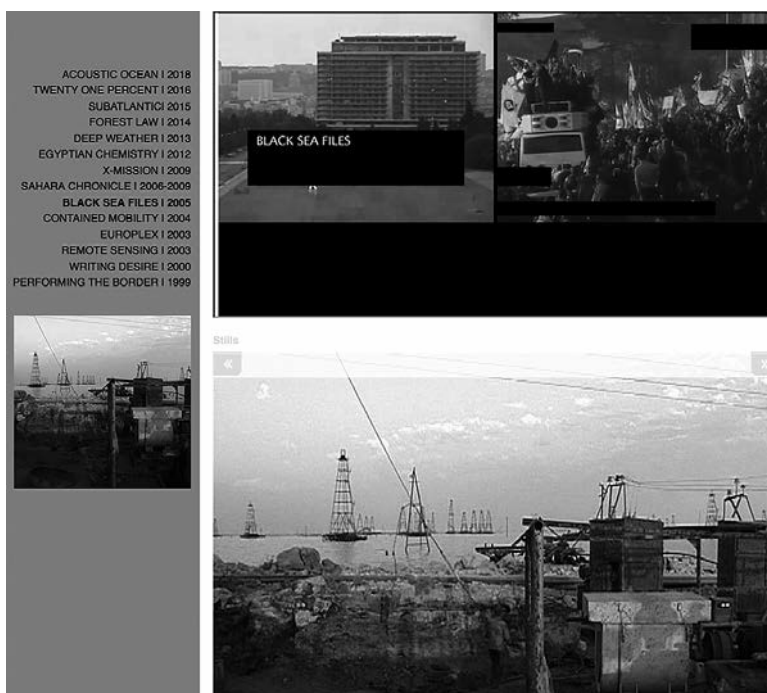 ACOUSTIC OCEAN I 2018
TWENTY ONE PERCENT I 2016
SUBATLANTICI 2015
FOREST LAW I 2014
DEEP WEATHER I 2013
EGYPTIAN CHEMISTRY I 2012
X-MISSION I 2009
SAHARA CHRONICLE I 2006-2009
BLACK SEA FILES I 2005
CONTAINED MOBILITY I 2004
EUROPLEX I 2003
REMOTE SENSING I 2003
WRITING DESIRE I 2000
PERFORMING THE BORDER I 1999
BLACK SEA FILES
Stills
«